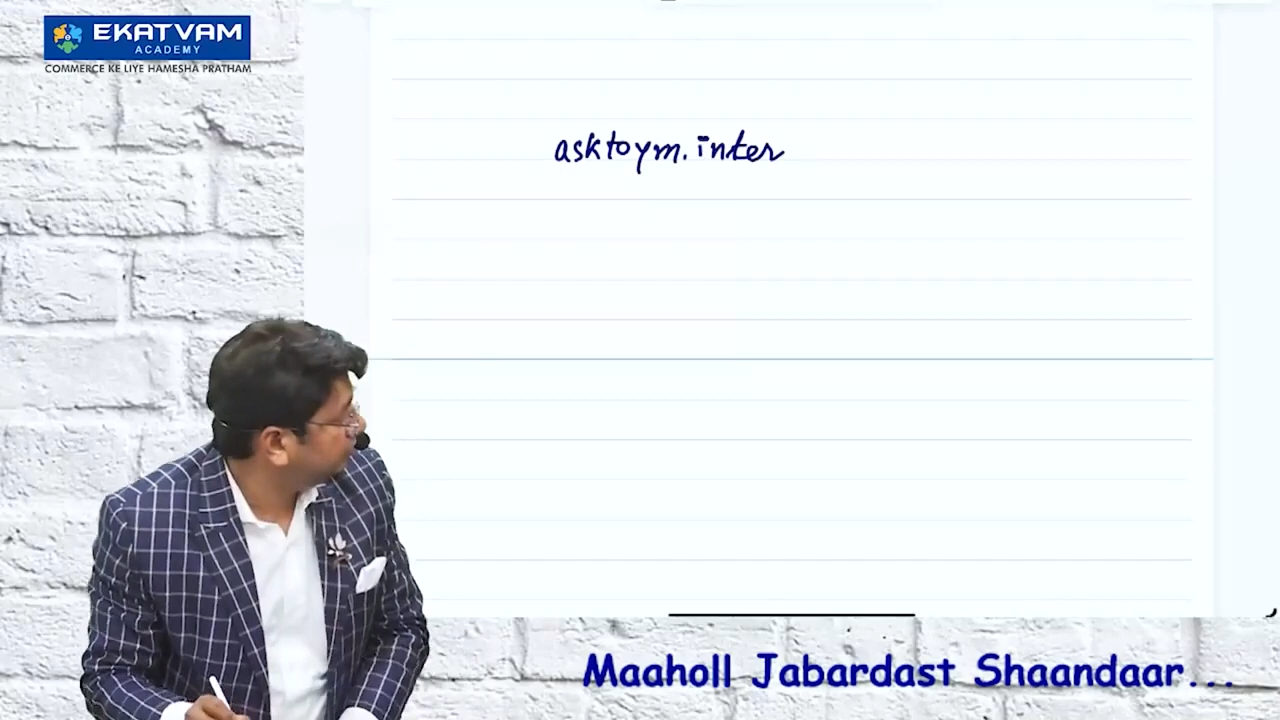 EKATVAM
ACADEMY
COMMERCE KE LIYE HAMESHA PRATHAM
asktoym.inter
Maaholl Jabardast Shaandaar...